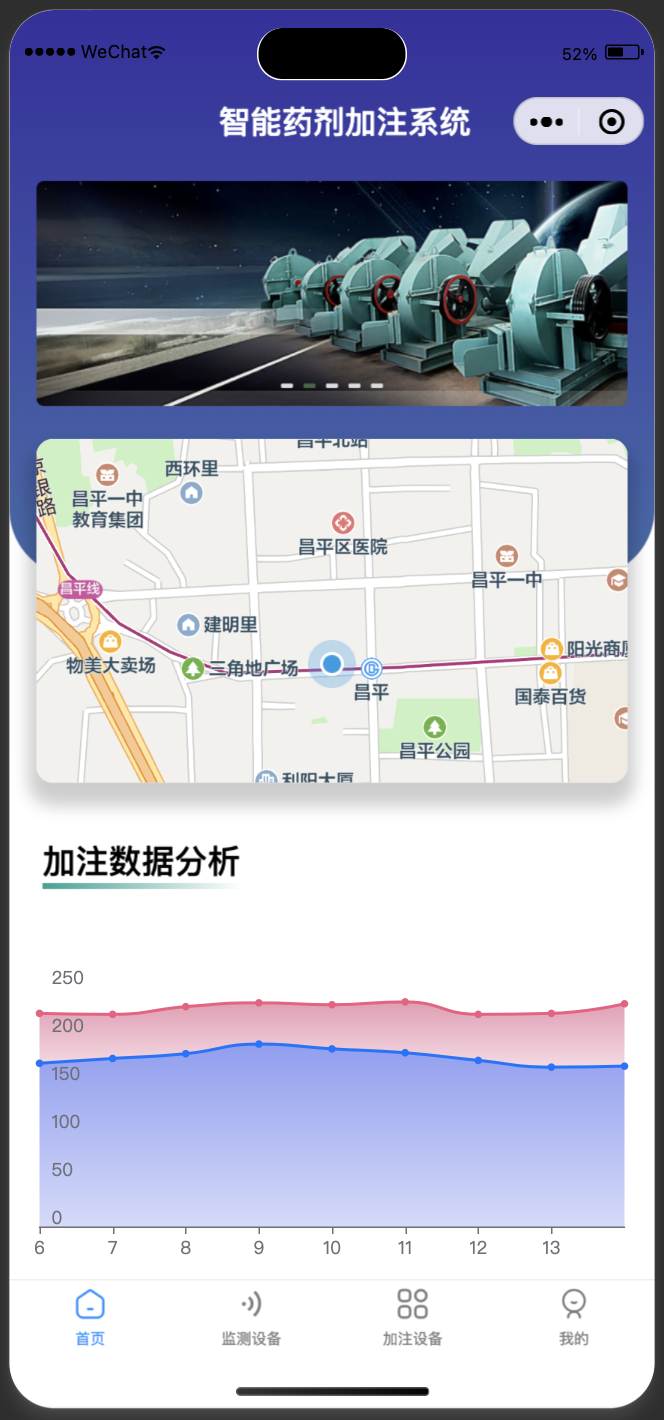 WeChat
52%
智能药剂加注系统
昌平北站
西环里
京
银
路
昌平一中
教育集团
昌平区医院
昌平一中
昌平线
建明里
阳光商厦
物美大卖场
三角地广场
昌平
国泰百货
昌平公园
利阳大厦
加注数据分析
250
200
150
100
50
0
6 7 8 9 10 11 12 13
首页 监测设备 加注设备 我的